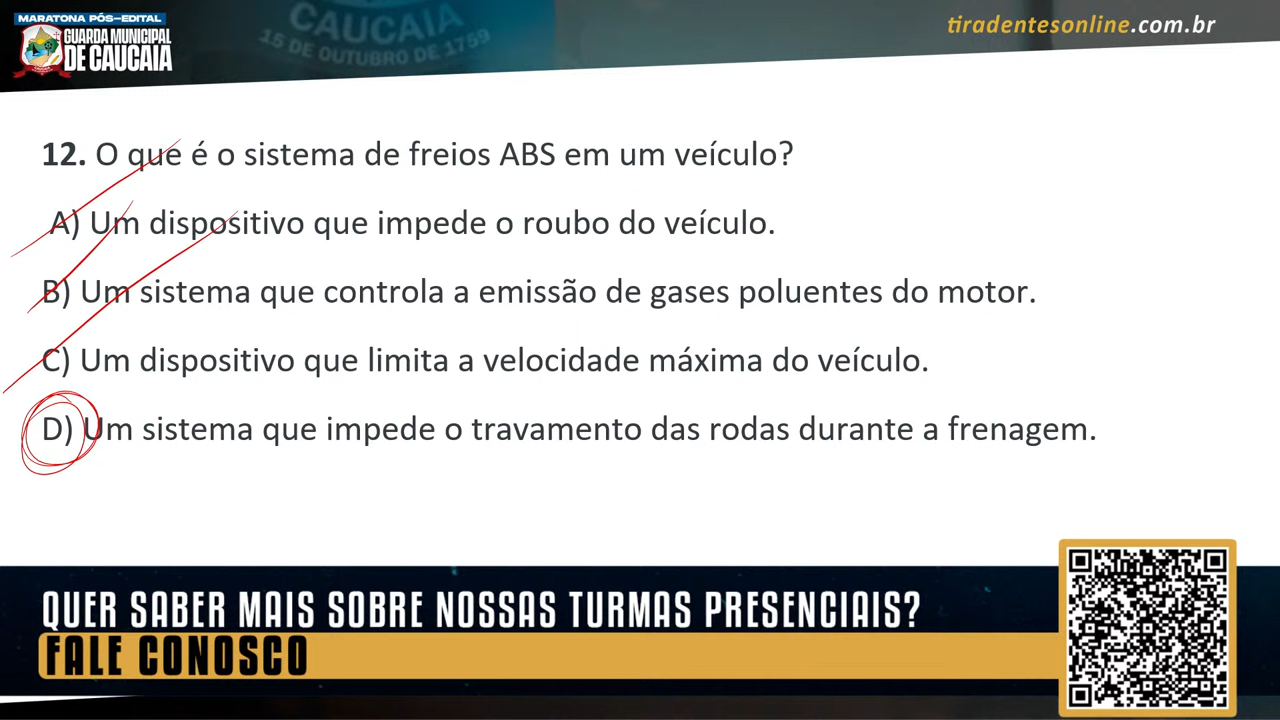 MARATONA PÓS-EDITAL
GUARDA MUNICIPAL
DE CAUCAIA
CAUCAIA
15 DE OUTUBRO DE 1759
tiradentesonline.com.br
12. O que é o sistema de freios ABS em um veículo?
A) Um dispositivo que impede o roubo do veículo.
B) Um sistema que controla a emissão de gases poluentes do motor.
C) Um dispositivo que limita a velocidade máxima do veículo.
D) Um sistema que impede o travamento das rodas durante a frenagem.
QUER SABER MAIS SOBRE NOSSAS TURMAS PRESENCIAIS?
FALE CONOSCO